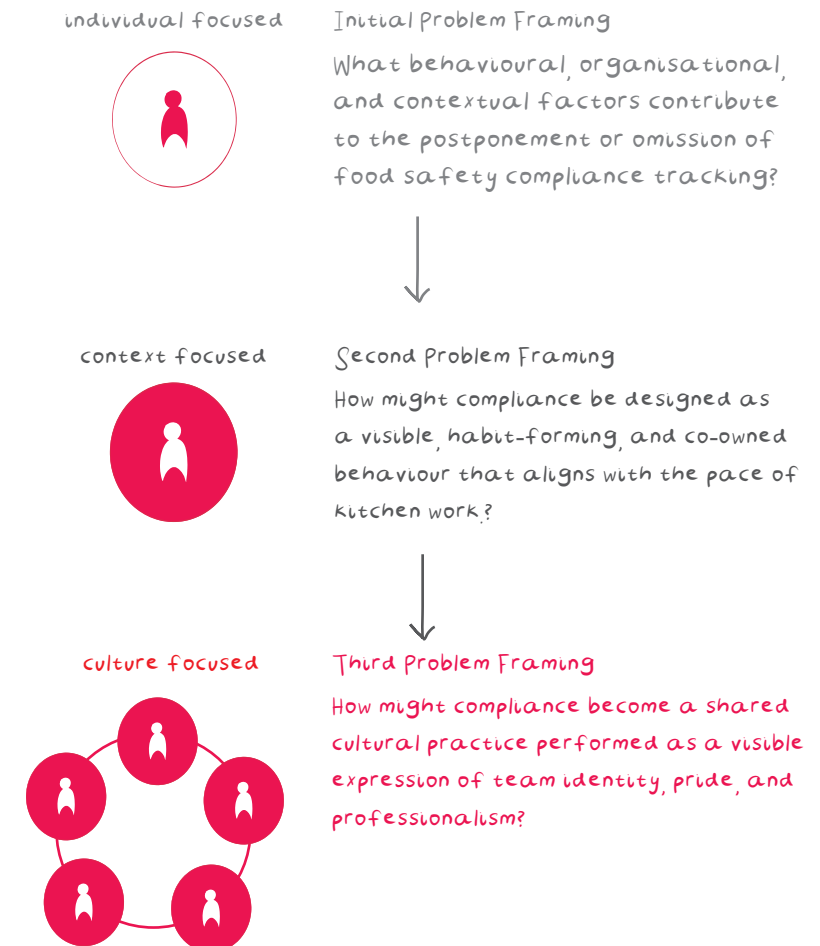 individual focused
Initial Problem Framing
What behavioural, organisational,
and contextual factors contribute
to the postponement or omission of
food safety compliance tracking?
context focused
Second Problem Framing
How might compliance be designed as
a visible, habit-forming, and co-owned
behaviour that aligns with the pace of
kitchen work?
culture focused
Third Problem Framing
How might compliance become a shared
cultural practice performed as a visible
expression of team identity, pride, and
professionalism?